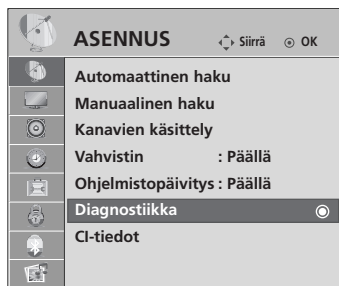 ASENNUS Siirrä OK
Automaattinen haku
Manuaalinen haku
Kanavien käsittely
Vahvistin : Päällä
Ohjelmistopäivitys : Päällä
Diagnostiikka
CI-tiedot